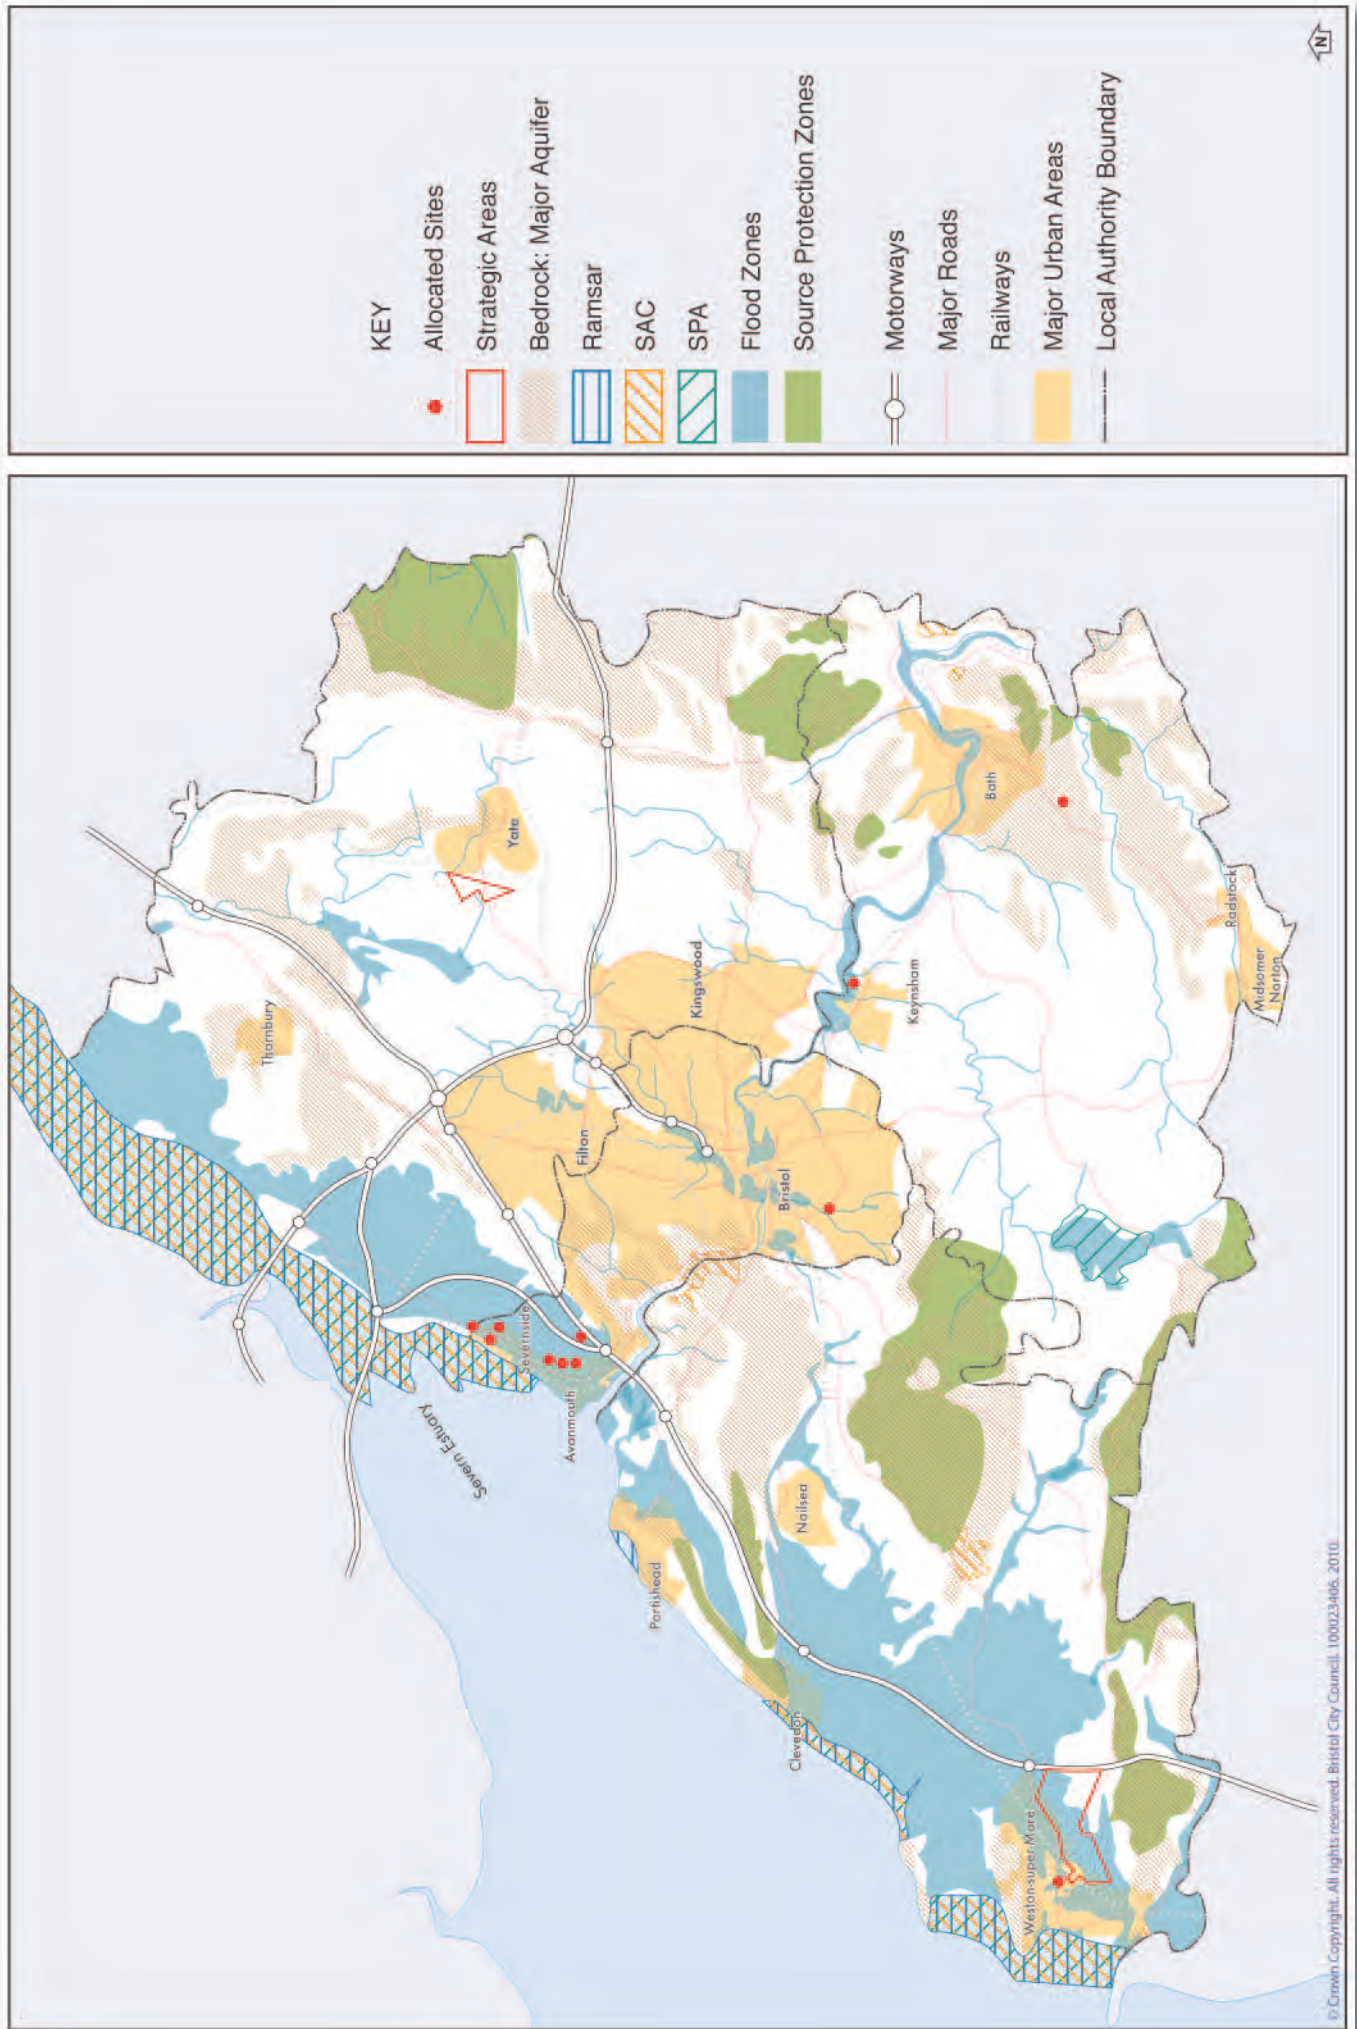 KEY
Allocated Sites
Strategic Areas
Bedrock: Major Aquifer
Ramsar
SAC
SPA
Flood Zones
Source Protection Zones
Motorways
Major Roads
Railways
Major Urban Areas
Local Authority Boundary
N
Thornbury
Yate
Severn Estuary
Severnside
Avonmouth
Filton
Kingswood
Portishead
Bristol
Nailsea
Clevedon
Keynsham
Bath
Weston-super More
Radstock
Midsomer
Norton
© Crown Copyright. All rights reserved. Bristol City Council. 100023406. 2010.